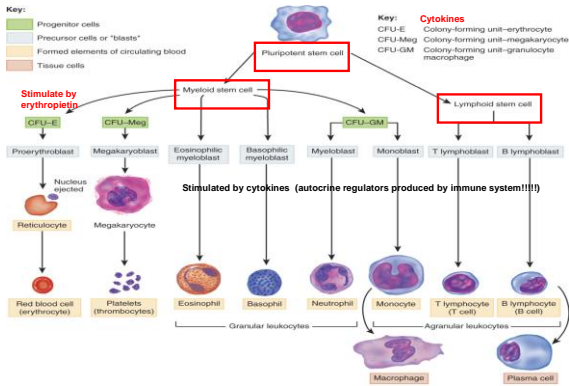 Key:
Progenitor cells
Precursor cells or "blasts"
Formed elements of circulating blood
Tissue cells
Key: Cytokines
CFU-E Colony-forming unit–erythrocyte
CFU-Meg Colony-forming unit–megakaryocyte
CFU-GM Colony-forming unit–granulocyte
macrophage
Pluripotent stem cell
Stimulate by
erythropietin
Myeloid stem cell
Lymphoid stem cell
CFU–E
CFU–Meg
CFU–GM
Proerythroblast
Megakaryoblast
Eosinophilic
myeloblast
Basophilic
myeloblast
Myeloblast
Monoblast
T lymphoblast
B lymphoblast
Nucleus
ejected
Stimulated by cytokines (autocrine regulators produced by immune system!!!!!)
Reticulocyte
Megakaryocyte
Red blood cell
(erythrocyte)
Platelets
(thrombocytes)
Eosinophil
Basophil
Neutrophil
Monocyte
T lymphocyte
(T cell)
B lymphocyte
(B cell)
Granular leukocytes
Agranular leukocytes
Macrophage
Plasma cell